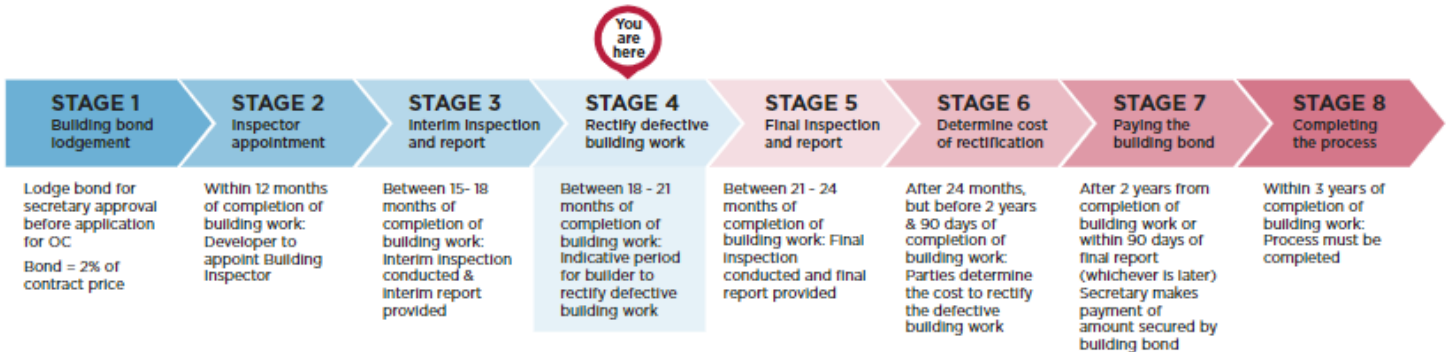 You
are
here
STAGE 1
Building bond
lodgement
STAGE 2
Inspector
appointment
STAGE 3
Interim inspection
and report
STAGE 4
Rectify defective
building work
STAGE 5
Final inspection
and report
STAGE 6
Determine cost
of rectification
STAGE 7
Paying the
building bond
STAGE 8
Completing
the process
Lodge bond for
secretary approval
before application
for OC
Bond = 2% of
contract price
Within 12 months
of completion of
building work:
Developer to
appoint Building
Inspector
Between 15- 18
months of
completion of
building work:
Interim inspection
conducted &
interim report
provided
Between 18 - 21
months of
completion of
building work:
Indicative period
for builder to
rectify defective
building work
Between 21 - 24
months of
completion of
building work: Final
inspection
conducted and final
report provided
After 24 months,
but before 2 years
& 90 days of
completion of
building work:
Parties determine
the cost to rectify
the defective
building work
After 2 years from
completion of
building work or
within 90 days of
final report
(whichever is later)
Secretary makes
payment of
amount secured by
building bond
Within 3 years of
completion of
building work:
Process must be
completed